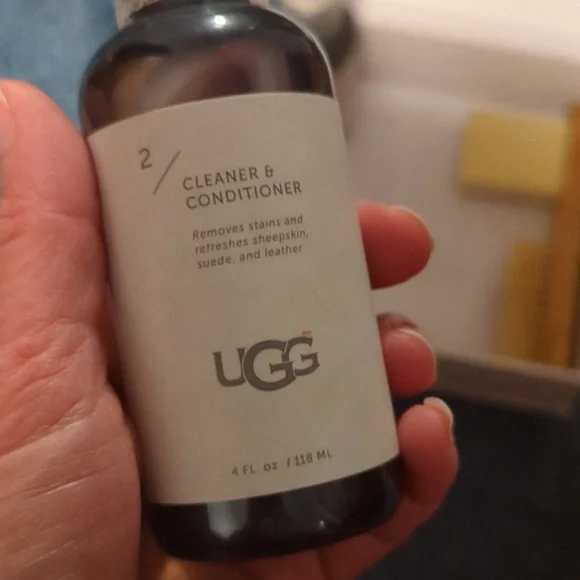 2/
CLEANER &
CONDITIONER
Removes stains and
refreshes sheepskin,
suede, and leather
UGG
4 FL. oz / 118 ML